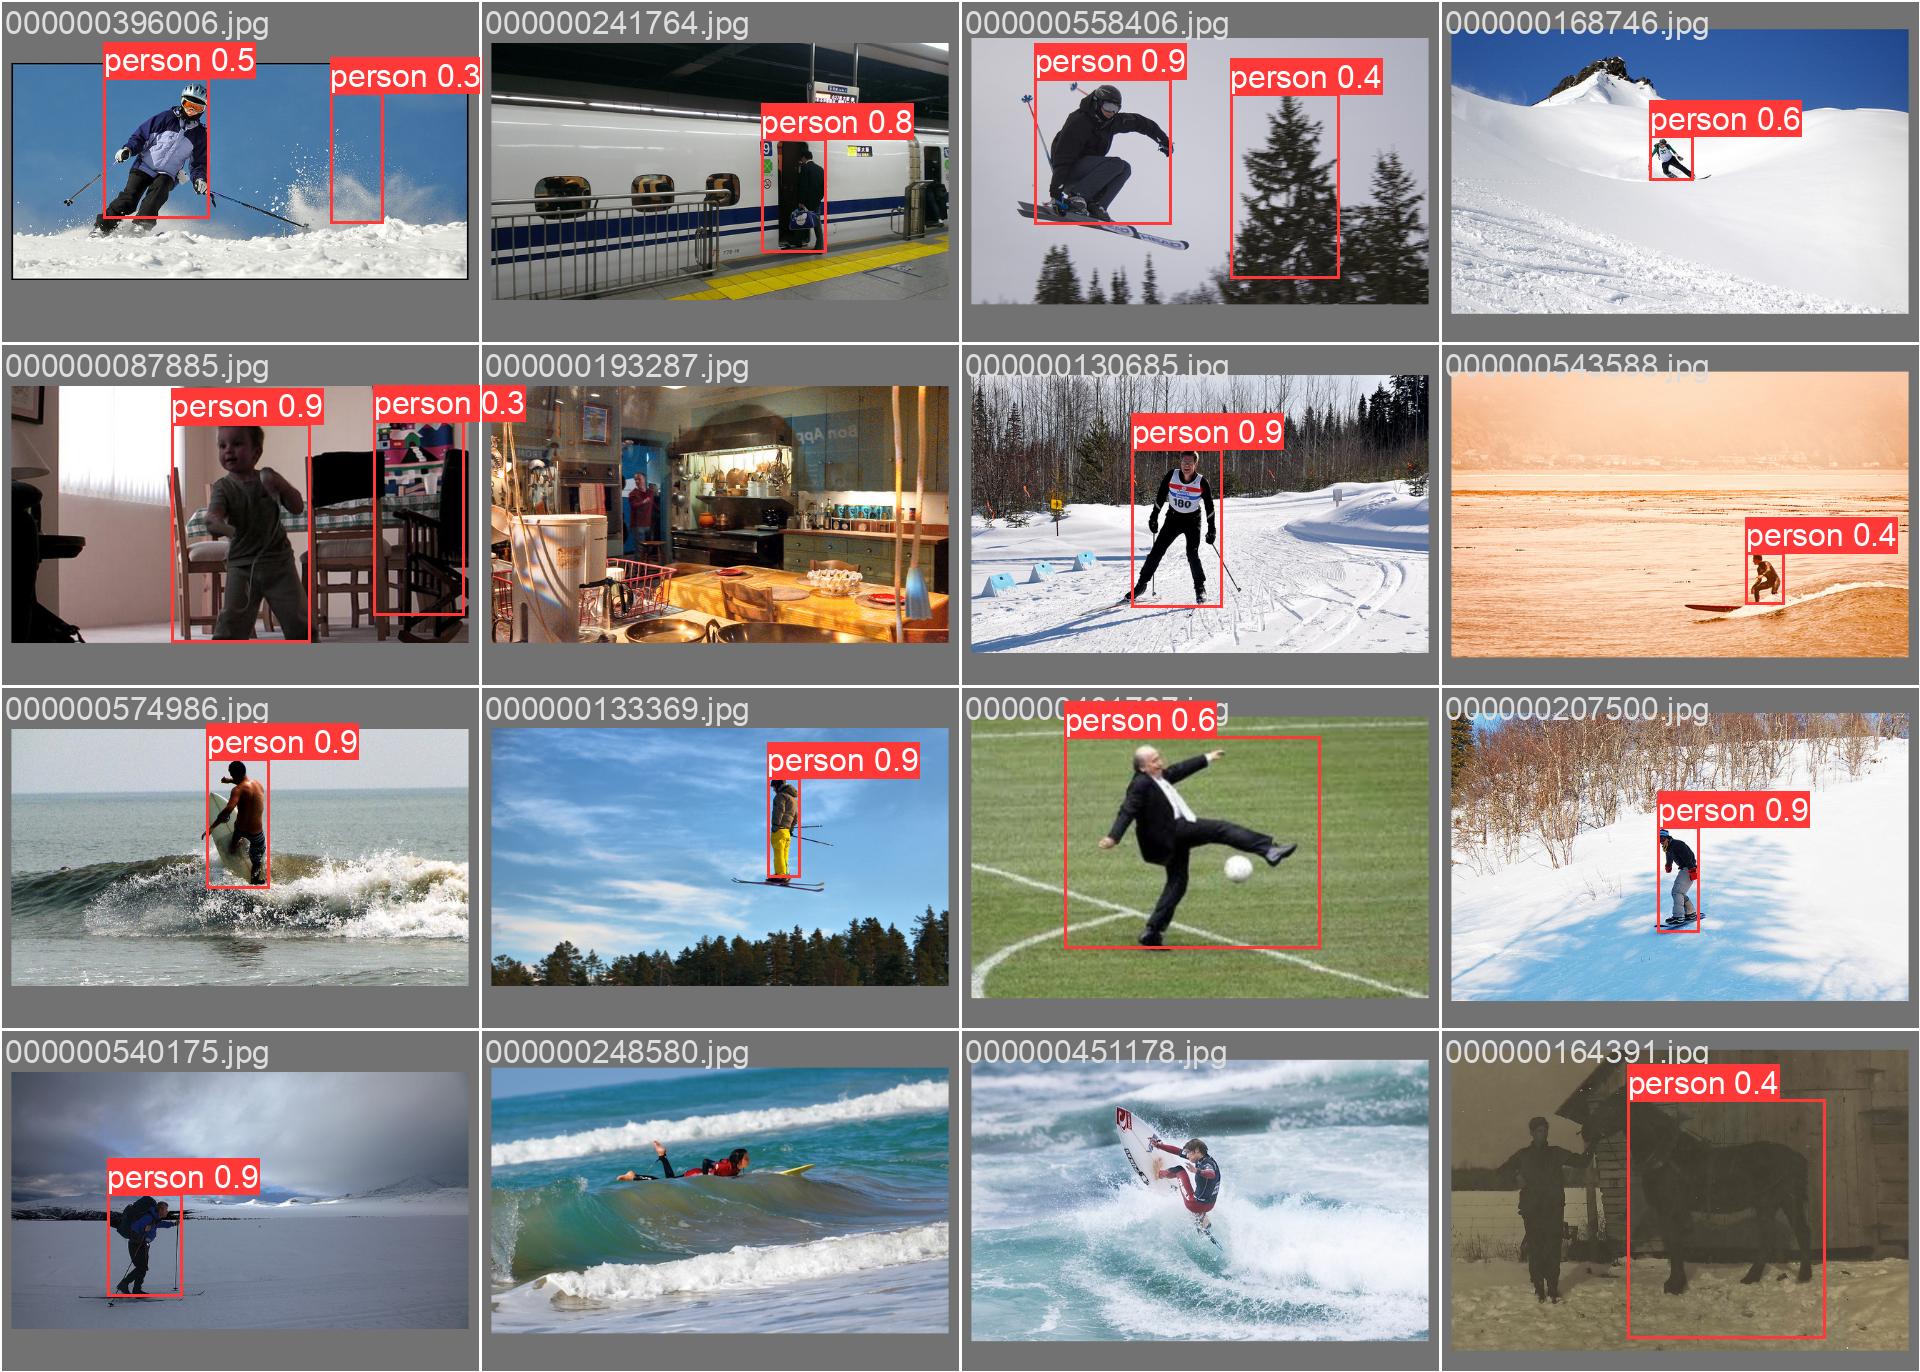 000000396006.jpg
person 0.5
person 0.3
000000241764.jpg
person 0.8
000000558406.jpg
person 0.9
person 0.4
000000168746.jpg
person 0.6
000000087885.jpg
person 0.9
person 0.3
000000193287.jpg
Bon App
000000130685.jpg
person 0.9
180
000000543588.jpg
person 0.4
000000574986.jpg
person 0.9
000000133369.jpg
person 0.9
person 0.6
000000207500.jpg
person 0.9
000000540175.jpg
person 0.9
000000248580.jpg
000000451178.jpg
000000164391.jpg
person 0.4